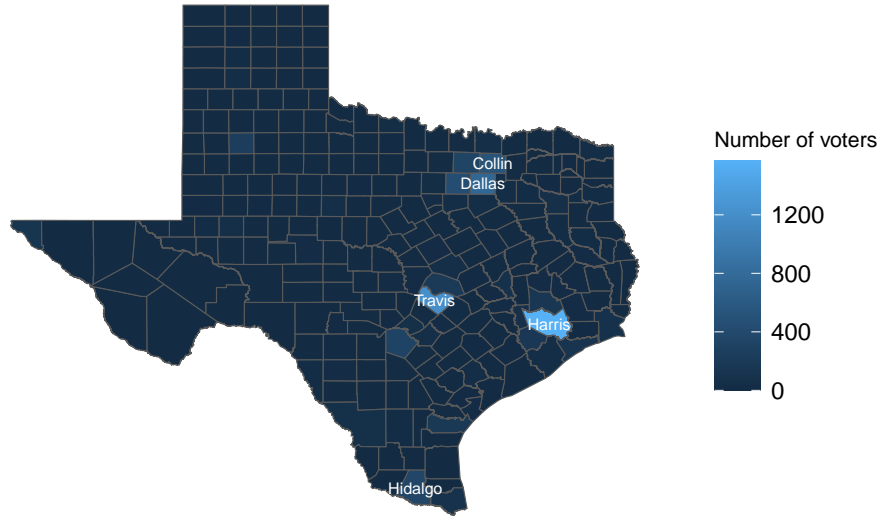 Collin
Dallas
Travis
Harris
Hidalgo
Number of voters
1200
800
400
0